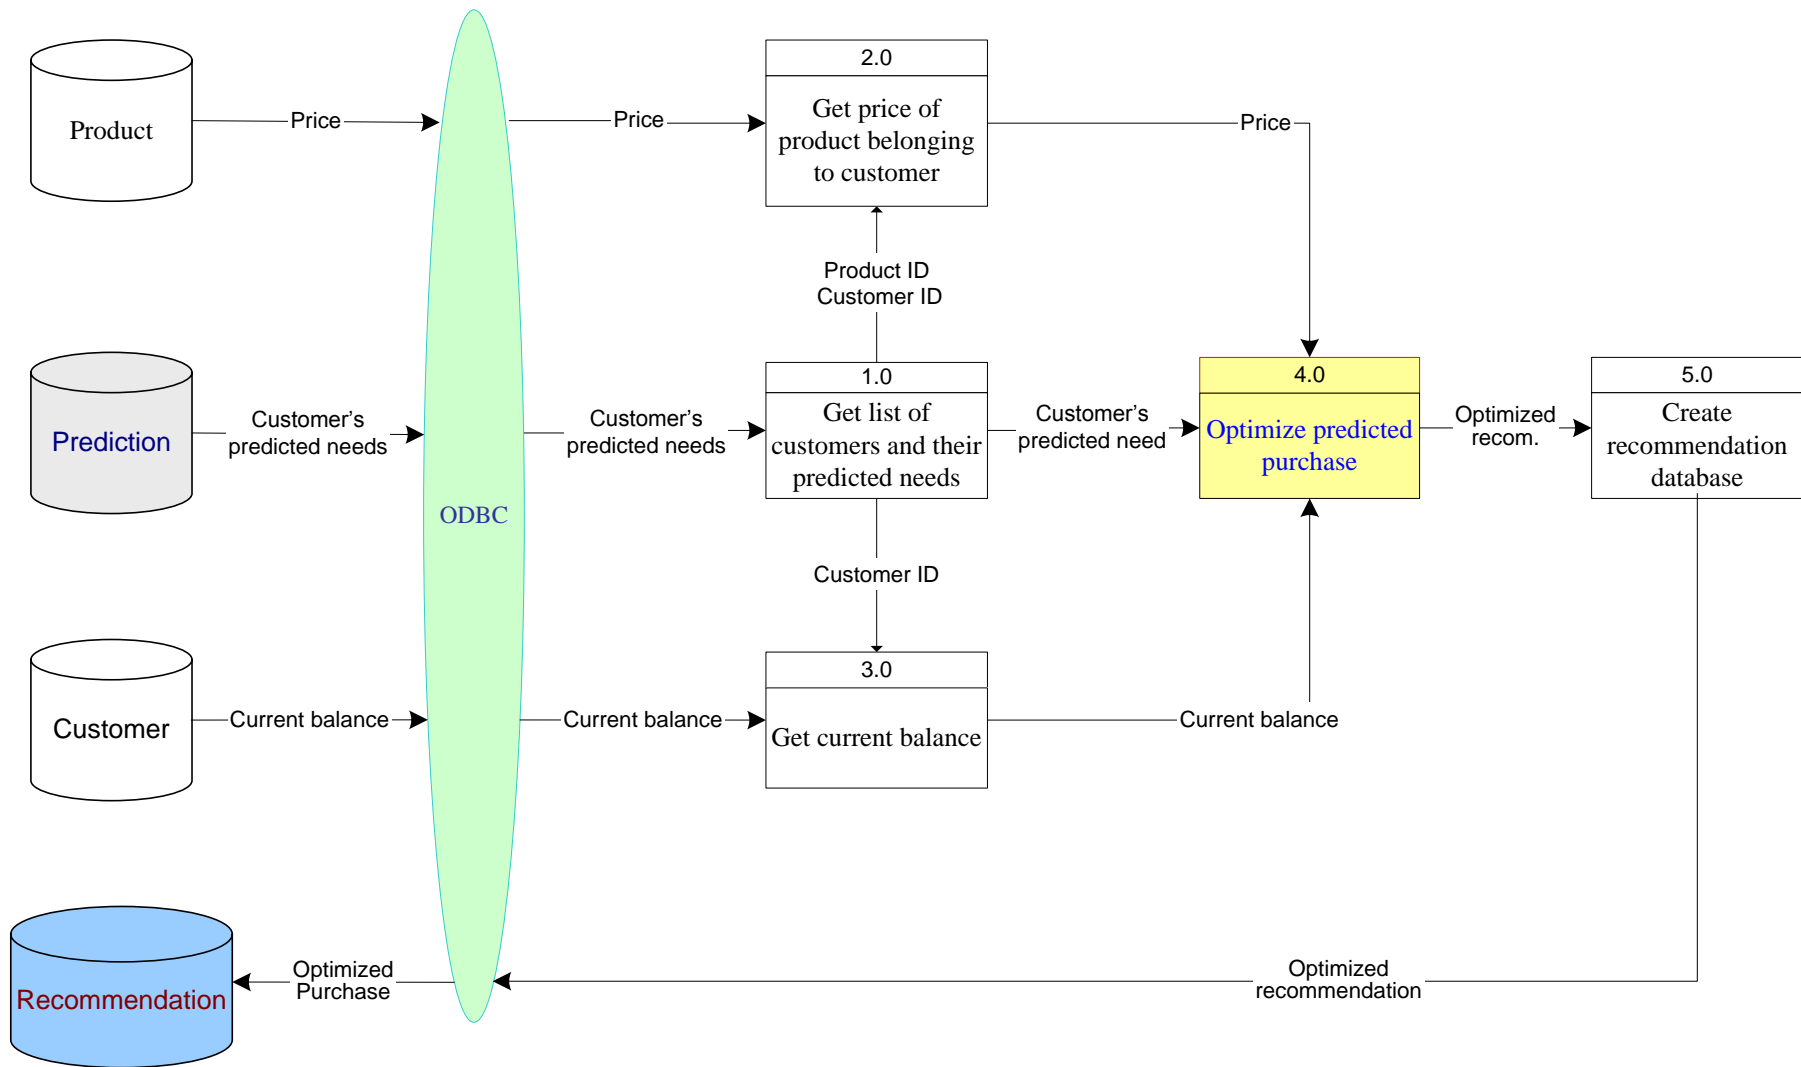 2.0
Product
Price
Price
Get price of
product belonging
to customer
Price
Product ID
Customer ID
Prediction
Customer's
predicted needs
Customer's
predicted needs
1.0
Get list of
customers and their
predicted needs
Customer's
predicted need
4.0
Optimize predicted
purchase
Optimized
recom.
5.0
Create
recommendation
database
ODBC
Customer ID
Customer
Current balance
Current balance
3.0
Get current balance
Current balance
Recommendation
Optimized
Purchase
Optimized
recommendation